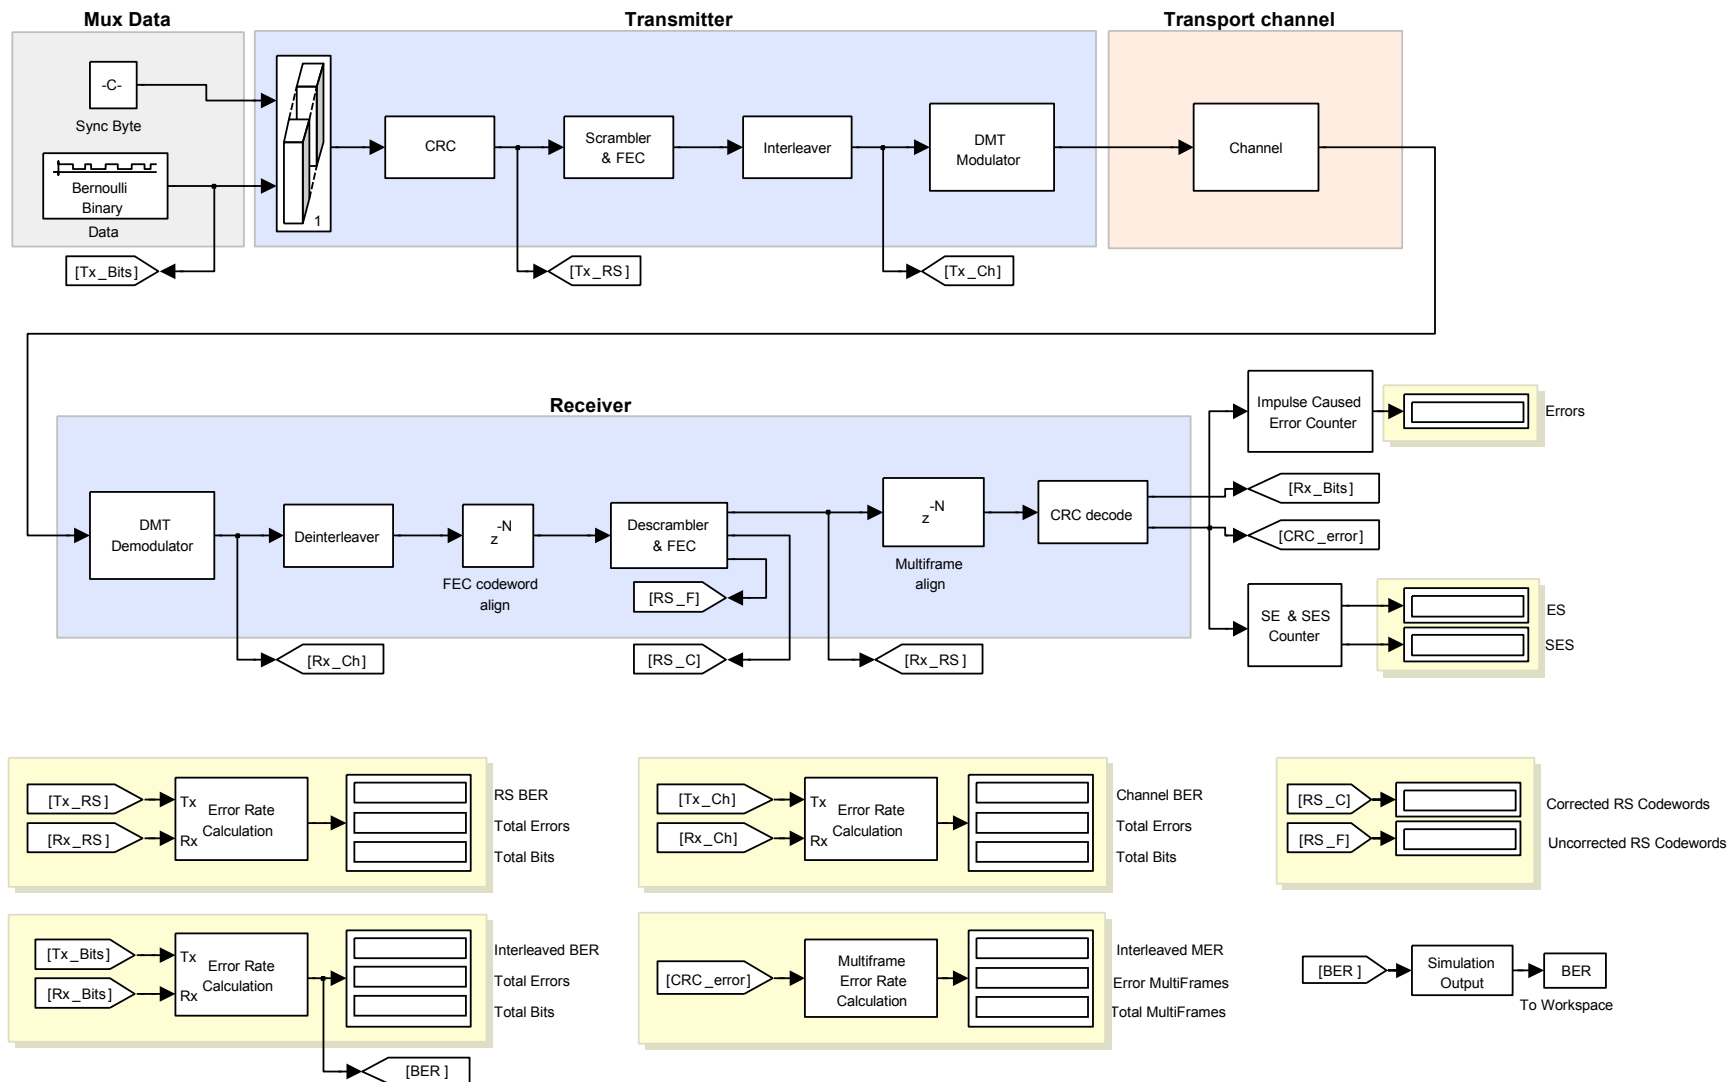 Mux Data
Transmitter
Transport channel
-C-
Sync Byte
Bernoulli
Binary
Data
1
CRC
Scrambler
& FEC
Interleaver
DMT
Modulator
Channel
[Tx_Bits]
[Tx_RS]
[Tx_Ch]
Receiver
DMT
Demodulator
Deinterleaver
-N
z
FEC codeword
align
Descrambler
& FEC
-N
z
Multiframe
align
CRC decode
Impulse Caused
Error Counter
Errors
[Rx_Bits]
[CRC_error]
SE & SES
Counter
ES
SES
[RS_F]
[Rx_Ch]
[RS_C]
[Rx_RS]
[Tx_RS]
[Rx_RS]
Tx
Rx
Error Rate
Calculation
RS BER
Total Errors
Total Bits
[Tx_Ch]
[Rx_Ch]
Tx
Rx
Error Rate
Calculation
Channel BER
Total Errors
Total Bits
[RS_C]
[RS_F]
Corrected RS Codewords
Uncorrected RS Codewords
[Tx_Bits]
[Rx_Bits]
Tx
Rx
Error Rate
Calculation
Interleaved BER
Total Errors
Total Bits
[BER]
[CRC_error]
Multiframe
Error Rate
Calculation
Interleaved MER
Error MultiFrames
Total MultiFrames
[BER]
Simulation
Output
BER
To Workspace